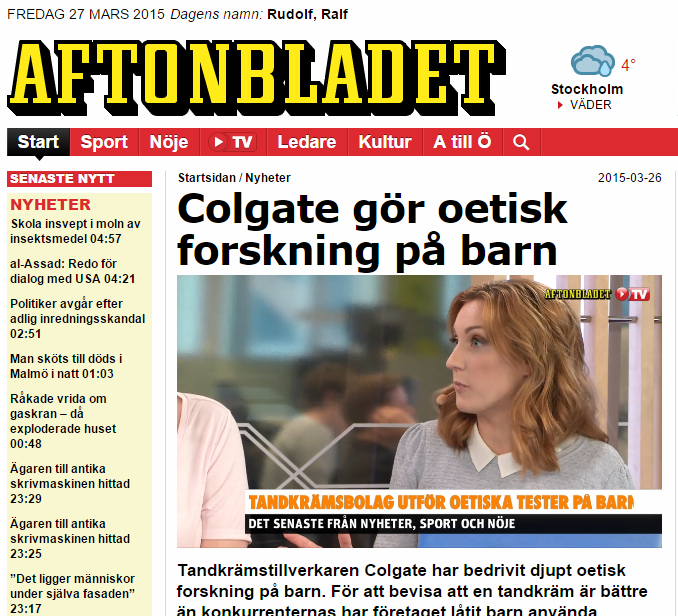 FREDAG 27 MARS 2015 Dagens namn: Rudolf, Ralf
AFTONBLADET
4°
Stockholm
VÄDER
Start Sport Nöje TV Ledare Kultur A till Ö
SENASTE NYTT
NYHETER
Skola insvept i moln av
insektsmedel 04:57
al-Assad: Redo för
dialog med USA 04:21
Politiker avgår efter
adlig inredningsskandal
02:51
Man sköts till döds i
Malmö i natt 01:03
Råkade vrida om
gaskran – då
exploderade huset
00:48
Ägaren till antika
skrivmaskinen hittad
23:29
Ägaren till antika
skrivmaskinen hittad
23:25
”Det ligger människor
under själva fasaden”
23:17
Startsidan / Nyheter 2015-03-26
Colgate gör oetisk
forskning på barn
AFTONBLADET TV
TANDKRÄMSBOLAG UTFÖR OETISKA TESTER PÅ BARN
DET SENASTE FRÅN NYHETER, SPORT OCH NÖJE
Tandkrämstillverkaren Colgate har bedrivit djupt oetisk
forskning på barn. För att bevisa att en tandkräm är bättre
än konkurrenternas har företaget låtit barn använda